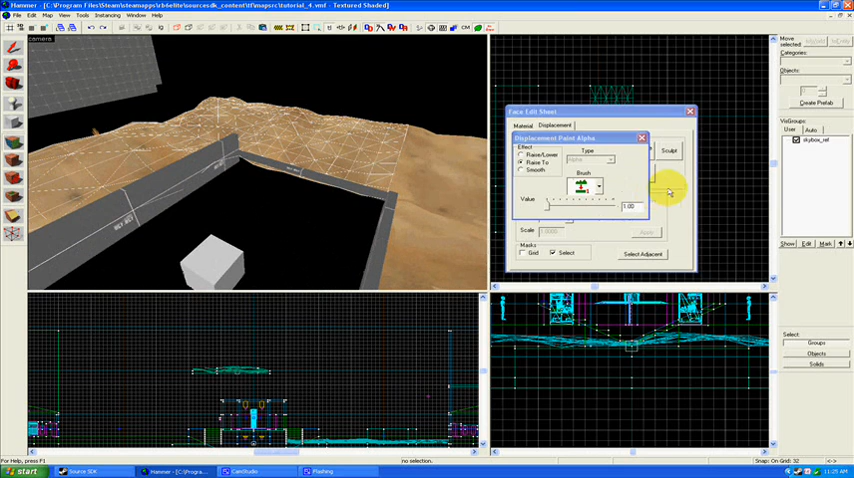 Hammer - [C:\Program Files\Steam\steamapps\rb6elite\sourcesdk_content\tf\mapsrc\tutorial_4.vmf - Textured Shaded]
File Edit Map View Tools Instancing Window Help
camera
Face Edit Sheet
Material Displacement
Displacement Paint Alpha
Effect
Raise/Lower
Raise To
Smooth
Type
Alpha
Brush
Value
1.00
Sculpt
Scale 1.0000
Apply
Masks
Grid Select
Select Adjacent
Move
selected:
Categories:
Objects:
0
Create Prefab
VisGroups:
User Auto
skybox_ref
Show Edit Mark
Select:
Groups
Objects
Solids
For Help, press F1
no selection.
Snap: On Grid: 32
start
Source SDK
Hammer - [C:\Progra...
CamStudio
Flashing
11:25 AM